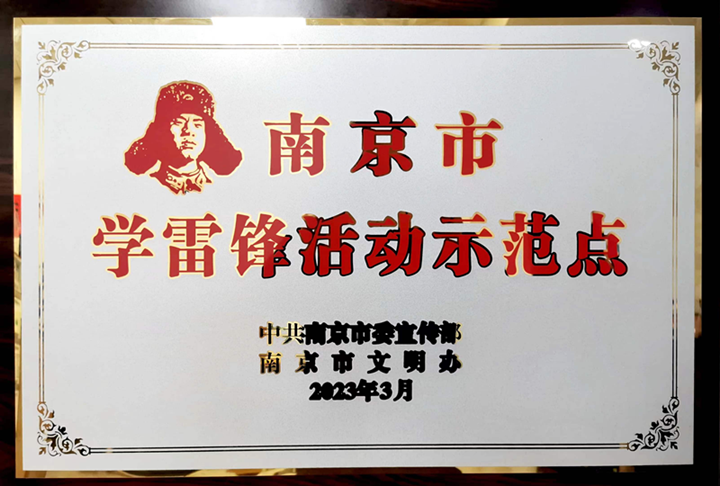 南京市
学雷锋活动示范点
中共南京市委宣传部
南京市文明办
2023年3月